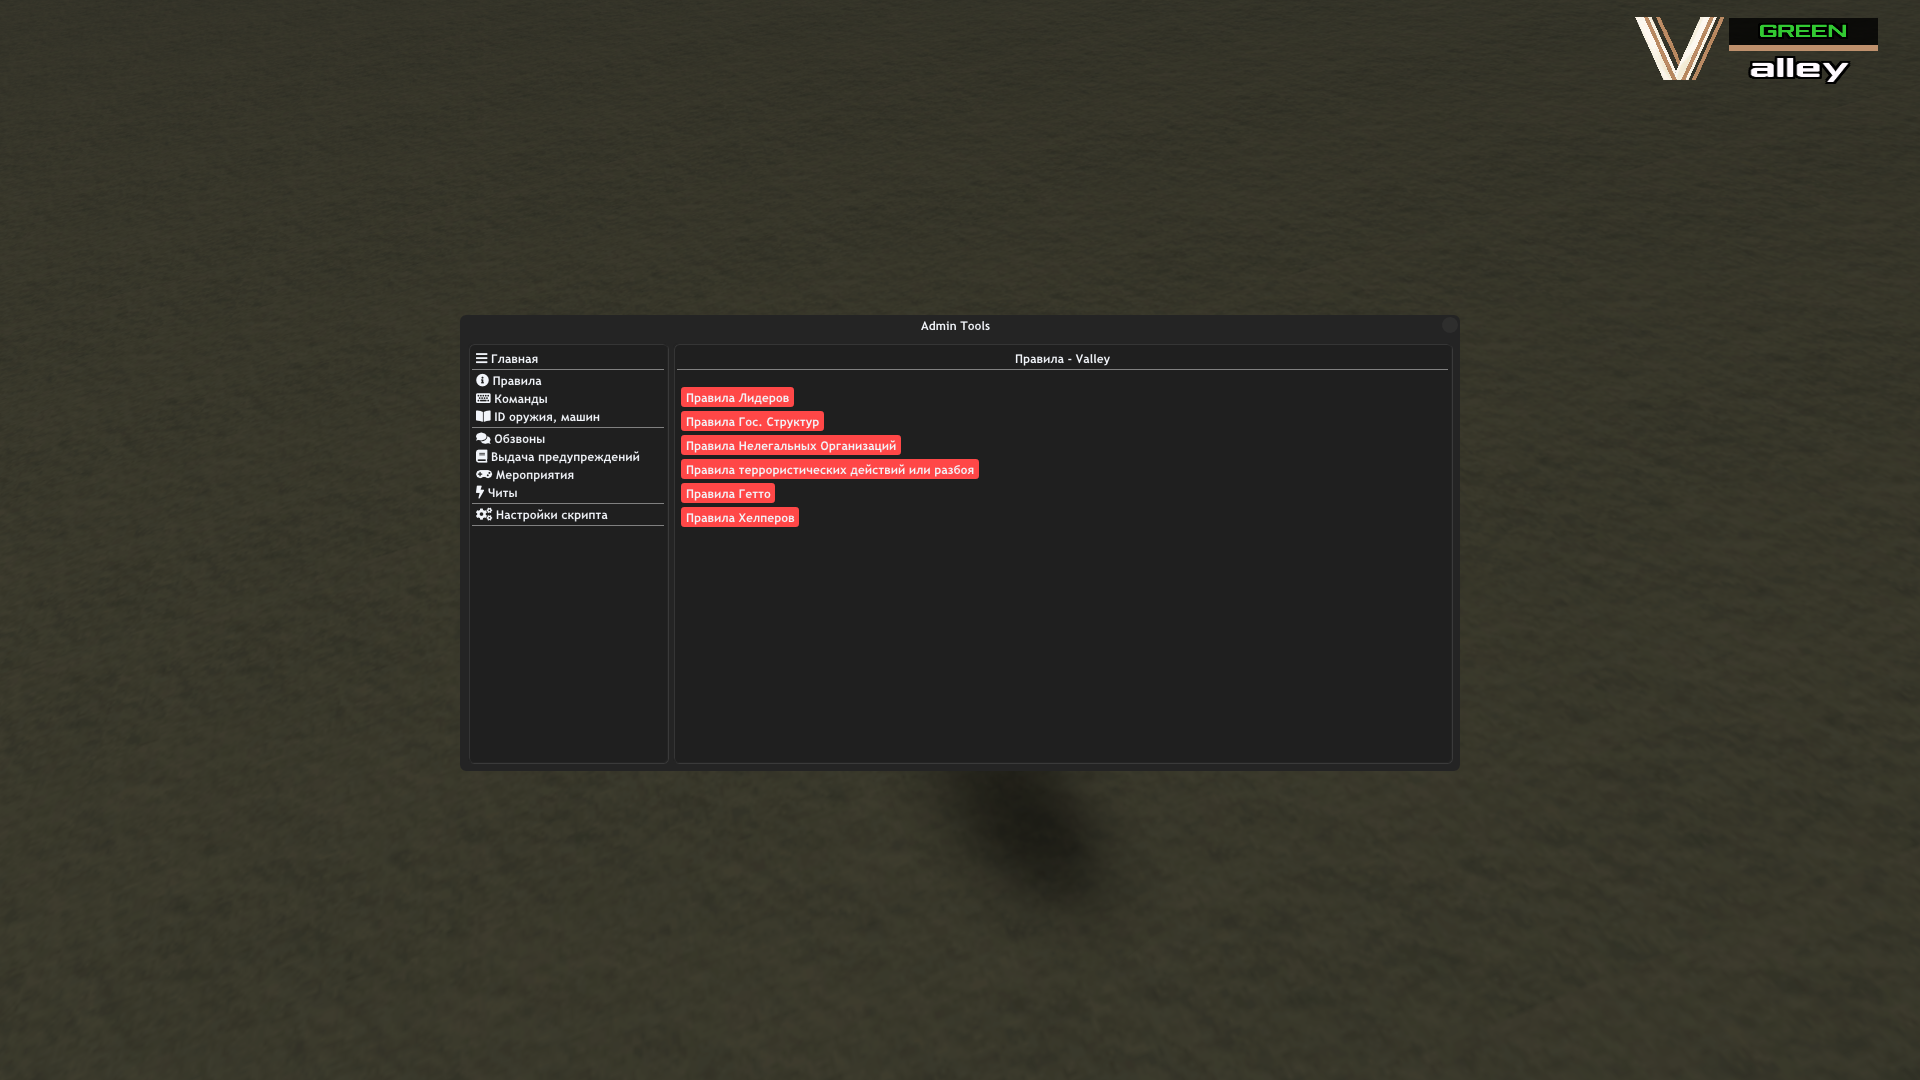 GREEN
alley
Admin Tools
Главная
Правила
Команды
ID оружия, машин
Обзвоны
Выдача предупреждений
Мероприятия
Читы
Настройки скрипта
Правила - Valley
Правила Лидеров
Правила Гос. Структур
Правила Нелегальных Организаций
Правила террористических действий или разбоя
Правила Гетто
Правила Хелперов